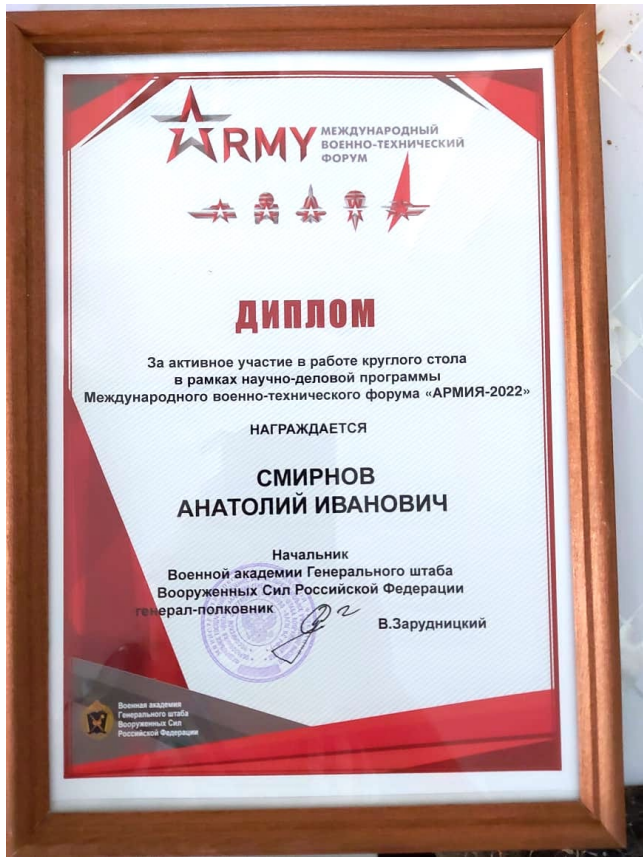 ARMY
МЕЖДУНАРОДНЫЙ
ВОЕННО-ТЕХНИЧЕСКИЙ
ФОРУМ
ДИПЛОМ
За активное участие в работе круглого стола
в рамках научно-деловой программы
Международного военно-технического форума «АРМИЯ-2022»
НАГРАЖДАЕТСЯ
СМИРНОВ
АНАТОЛИЙ ИВАНОВИЧ
Начальник
Военной академии Генерального штаба
Вооруженных Сил Российской Федерации
генерал-полковник
В.Зарудницкий
Военная академия
Генерального штаба
Вооруженных Сил
Российской Федерации